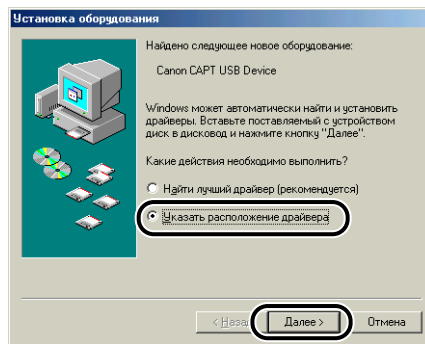 Установка оборудования
Найдено следующее новое оборудование:
Canon CAPT USB Device
Windows может автоматически найти и установить
драйверы. Вставьте поставляемый с устройством
диск в дисковод и нажмите кнопку "Далее".
Какие действия необходимо выполнить?
Найти лучший драйвер (рекомендуется)
Указать расположение драйвера
< Назад Далее > Отмена